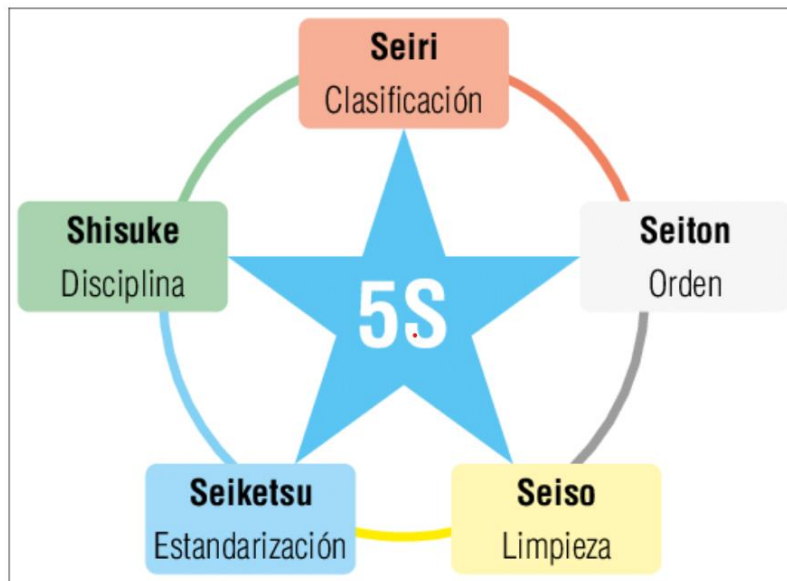 Seiri
Clasificación
Shisuke
Disciplina
Seiton
Orden
5S
Seiketsu
Estandarización
Seiso
Limpieza